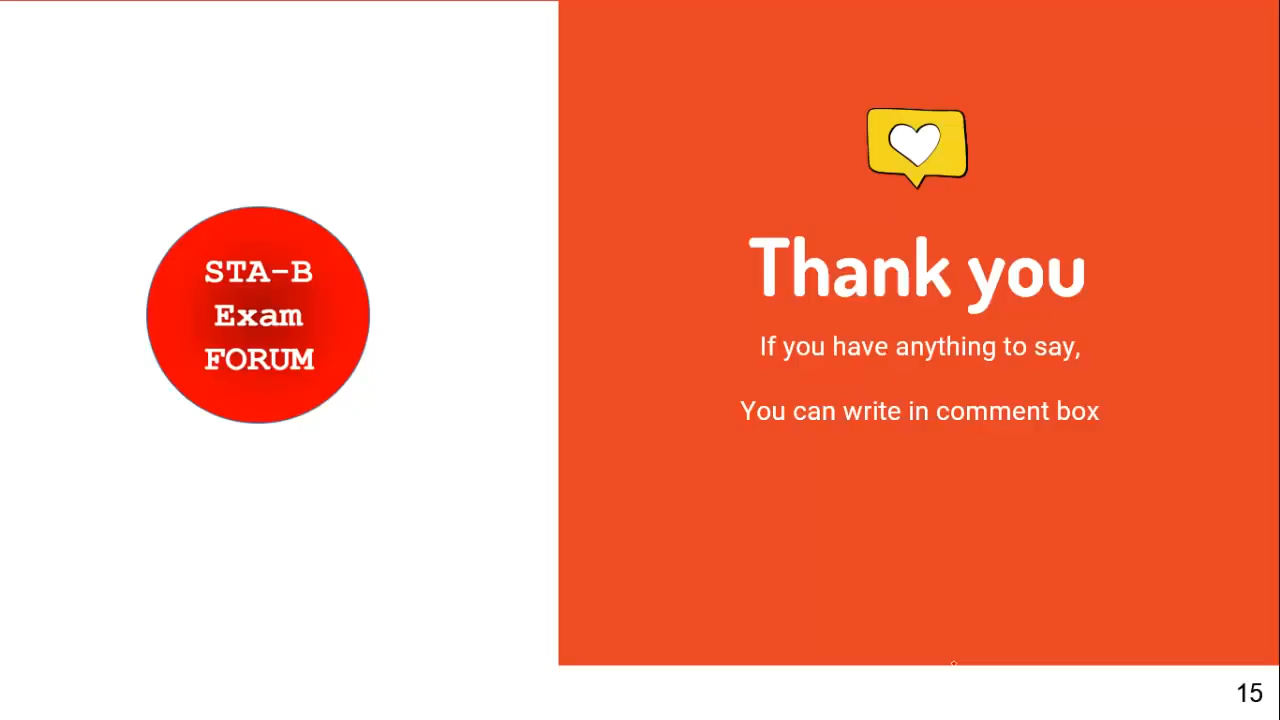 STA-B
Exam
FORUM
Thank you
If you have anything to say,
You can write in comment box
15